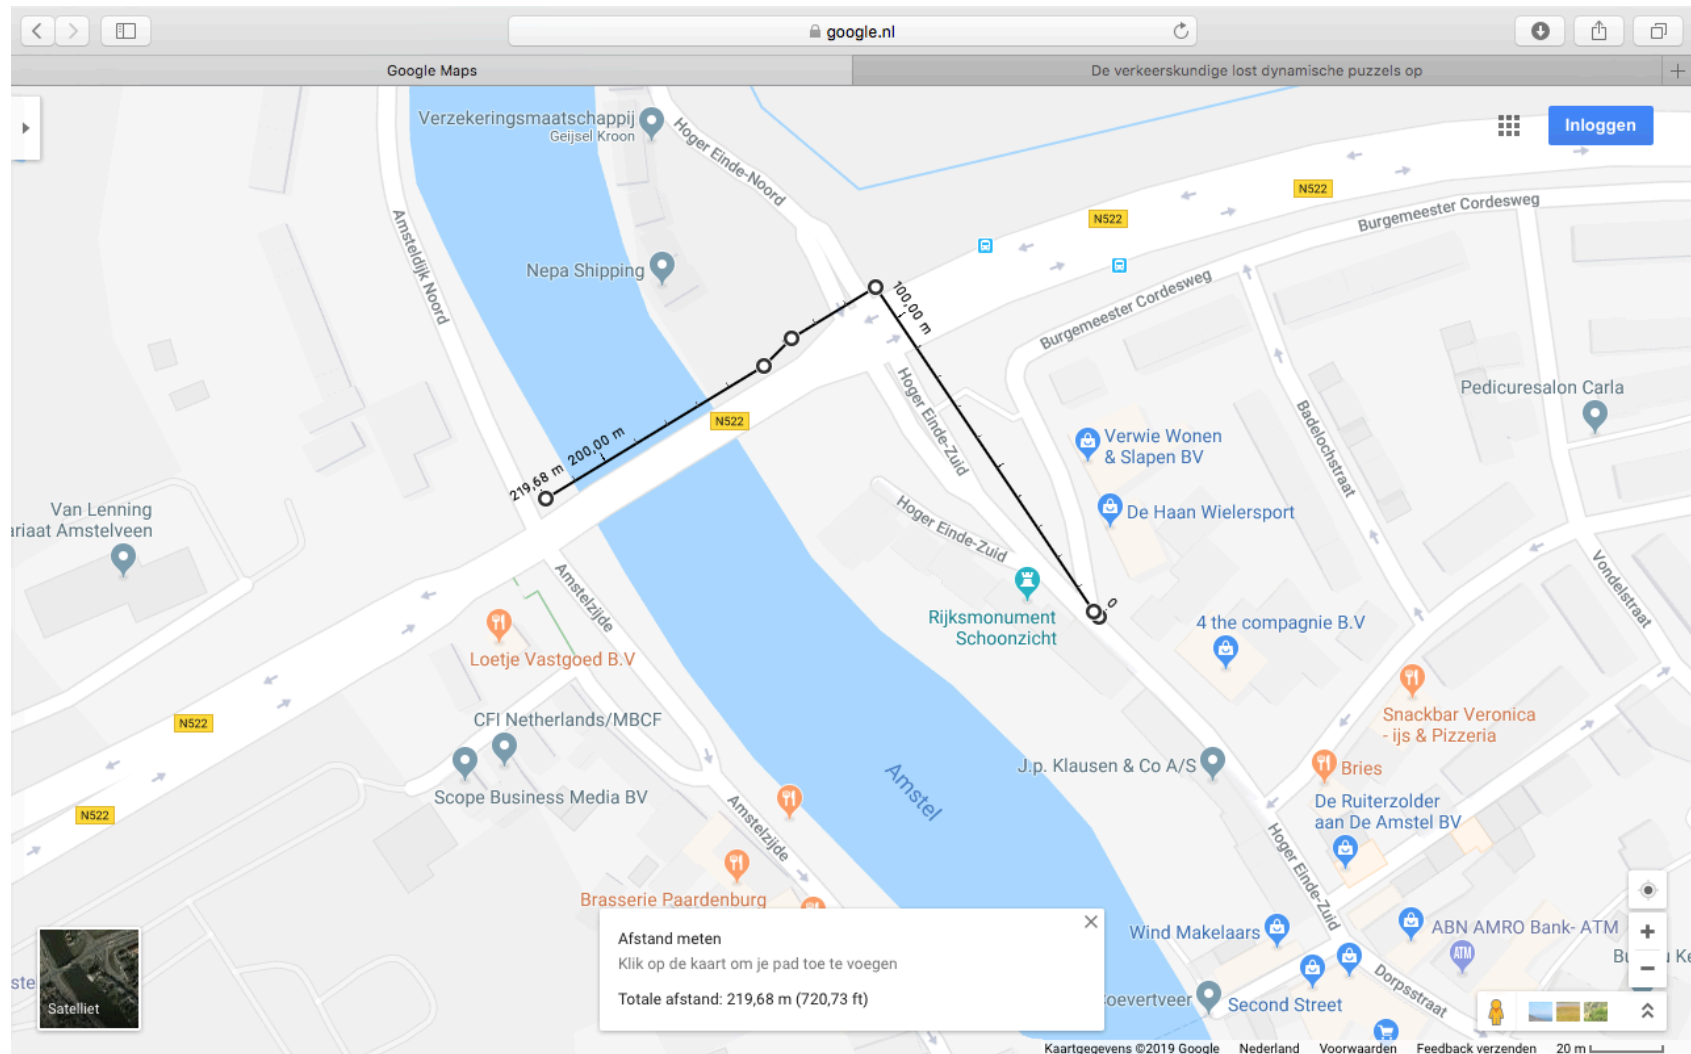 google.nl
Google Maps
De verkeerskundige lost dynamische puzzels op
Verzekeringsmaatschappij
Geijsel Kroon
Hoger Einde-Noord
Inloggen
N522
Burgemeester Cordesweg
N522
Amsteldijk Noord
Nepa Shipping
100,00 m
Burgemeester Cordesweg
Hoger Einde-Zuid
Pedicuresalon Carla
N522
Badelochstraat
Verwie Wonen
& Slapen BV
200,00 m
219,68 m
Van Lenning
ariaat Amstelveen
Hoger Einde-Zuid
De Haan Wielersport
Vondelstraat
Amstelzijde
0
Rijksmonument
Schoonzicht
4 the compagnie B.V
Loetje Vastgoed B.V
N522
CFI Netherlands/MBCF
Snackbar Veronica
- ijs & Pizzeria
J.p. Klausen & Co A/S
Bries
Scope Business Media BV
Amstel
N522
De Ruiterzolder
aan De Amstel BV
Amstelzijde
Hoger Einde-Zuid
Brasserie Paardenburg
Wind Makelaars
ABN AMRO Bank- ATM
ATM
Afstand meten
Klik op de kaart om je pad toe te voegen
Totale afstand: 219,68 m (720,73 ft)
oevertveer
Second Street
Dorpsstraat
Satelliet
Kaartgegevens ©2019 Google Nederland Voorwaarden Feedback verzenden 20 m